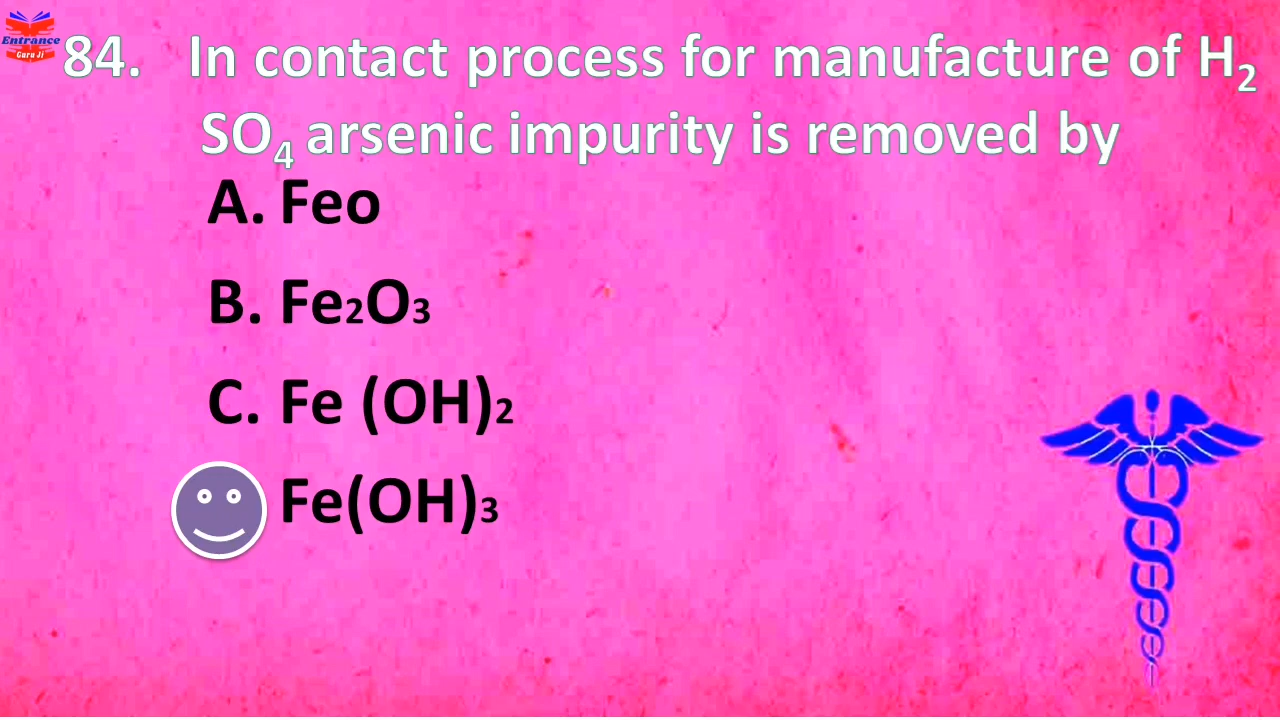 Entrance
Guru Ji
84. In contact process for manufacture of H₂
SO₄ arsenic impurity is removed by
A. Feo
B. Fe₂O₃
C. Fe (OH)₂
Fe(OH)₃